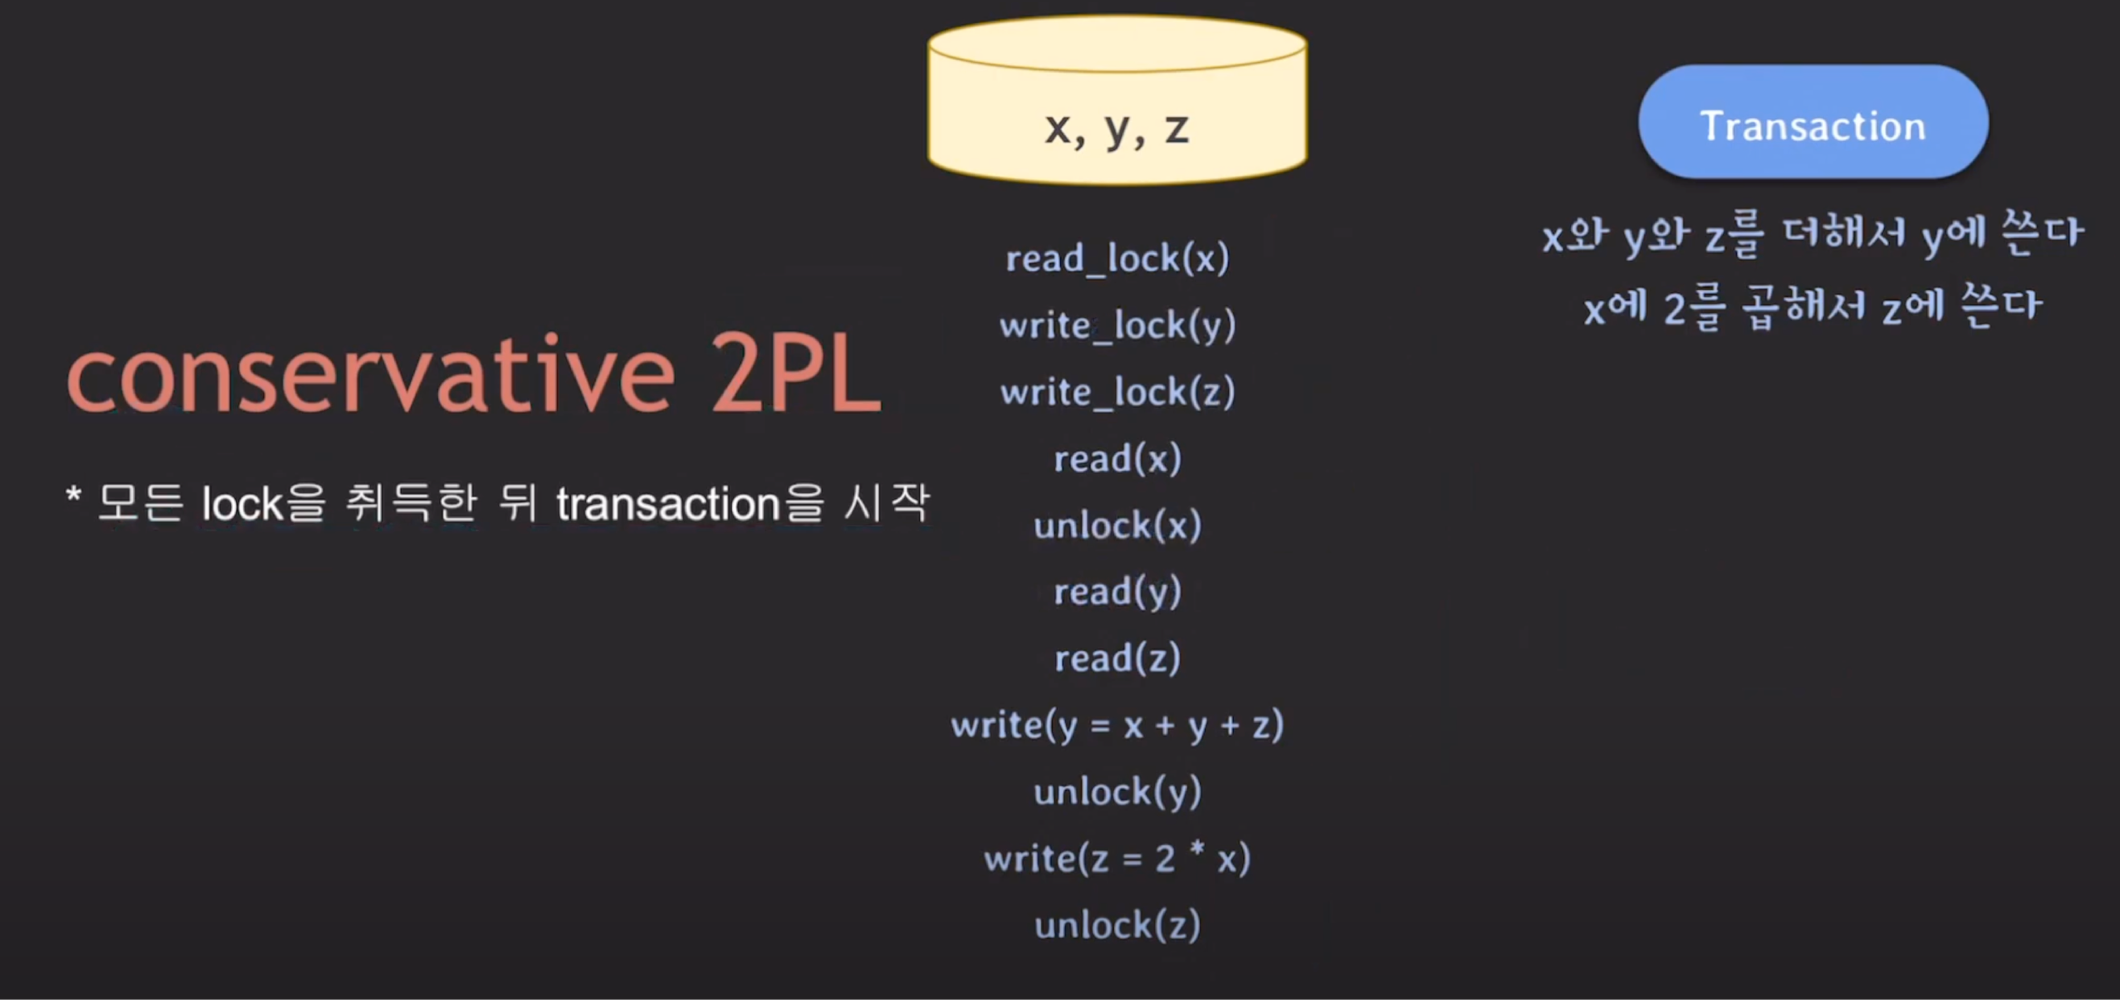 x, y, z
Transaction
x와 y와 z를 더해서 y에 쓴다
x에 2를 곱해서 z에 쓴다
conservative 2PL
* 모든 lock을 취득한 뒤 transaction을 시작
read_lock(x)
write_lock(y)
write_lock(z)
read(x)
unlock(x)
read(y)
read(z)
write(y = x + y + z)
unlock(y)
write(z = 2 * x)
unlock(z)